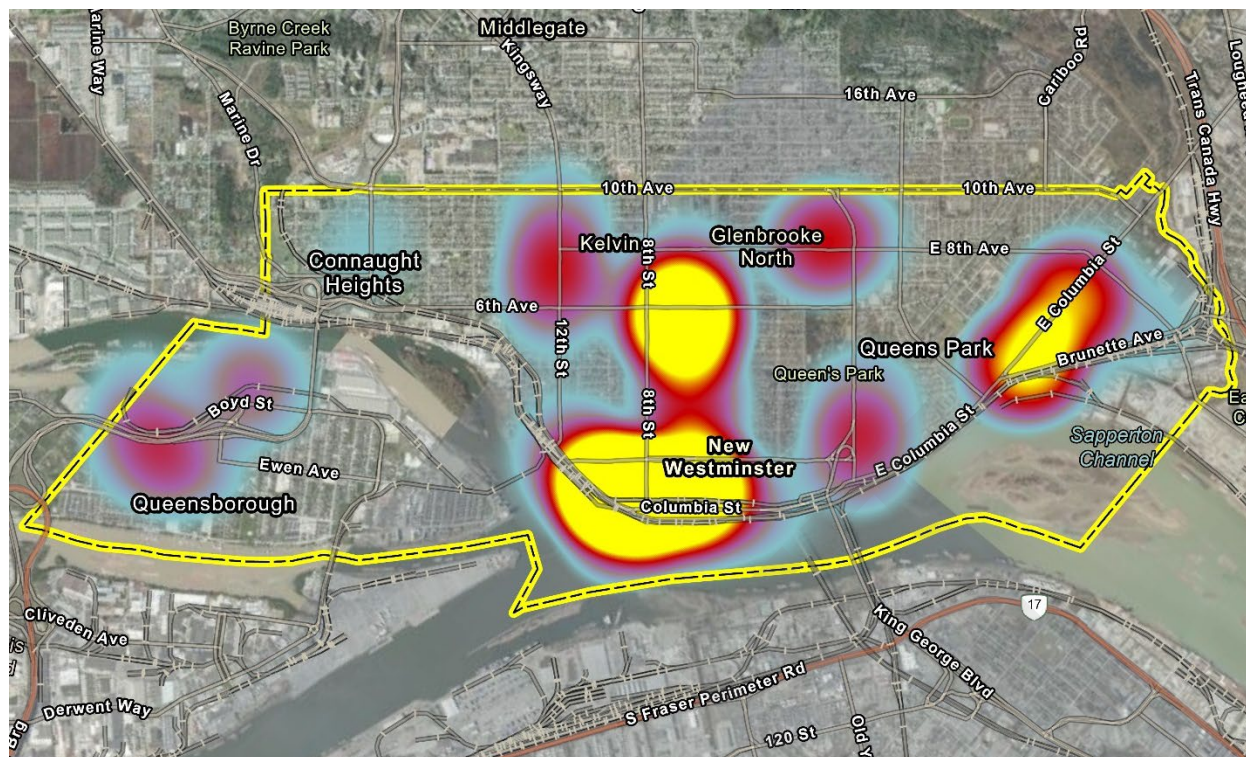 Byrne Creek
Ravine Park
Middlegate
Kingsway
Marine Way
Marine Dr
16th Ave
Cariboo Rd
Trans Canada Hwy
10th Ave
10th Ave
Connaught
Heights
Kelvin
8th St
Glenbrooke
North
E 8th Ave
E Columbia St
6th Ave
12th St
8th St
Queens Park
Queen's Park
Brunette Ave
Boyd St
Ewen Ave
Queensborough
New
Westminster
Columbia St
E Columbia St
Sapperton
Channel
Cliveden Ave
Derwent Way
S Fraser Perimeter Rd
King George Blvd
17
120 St
Brg